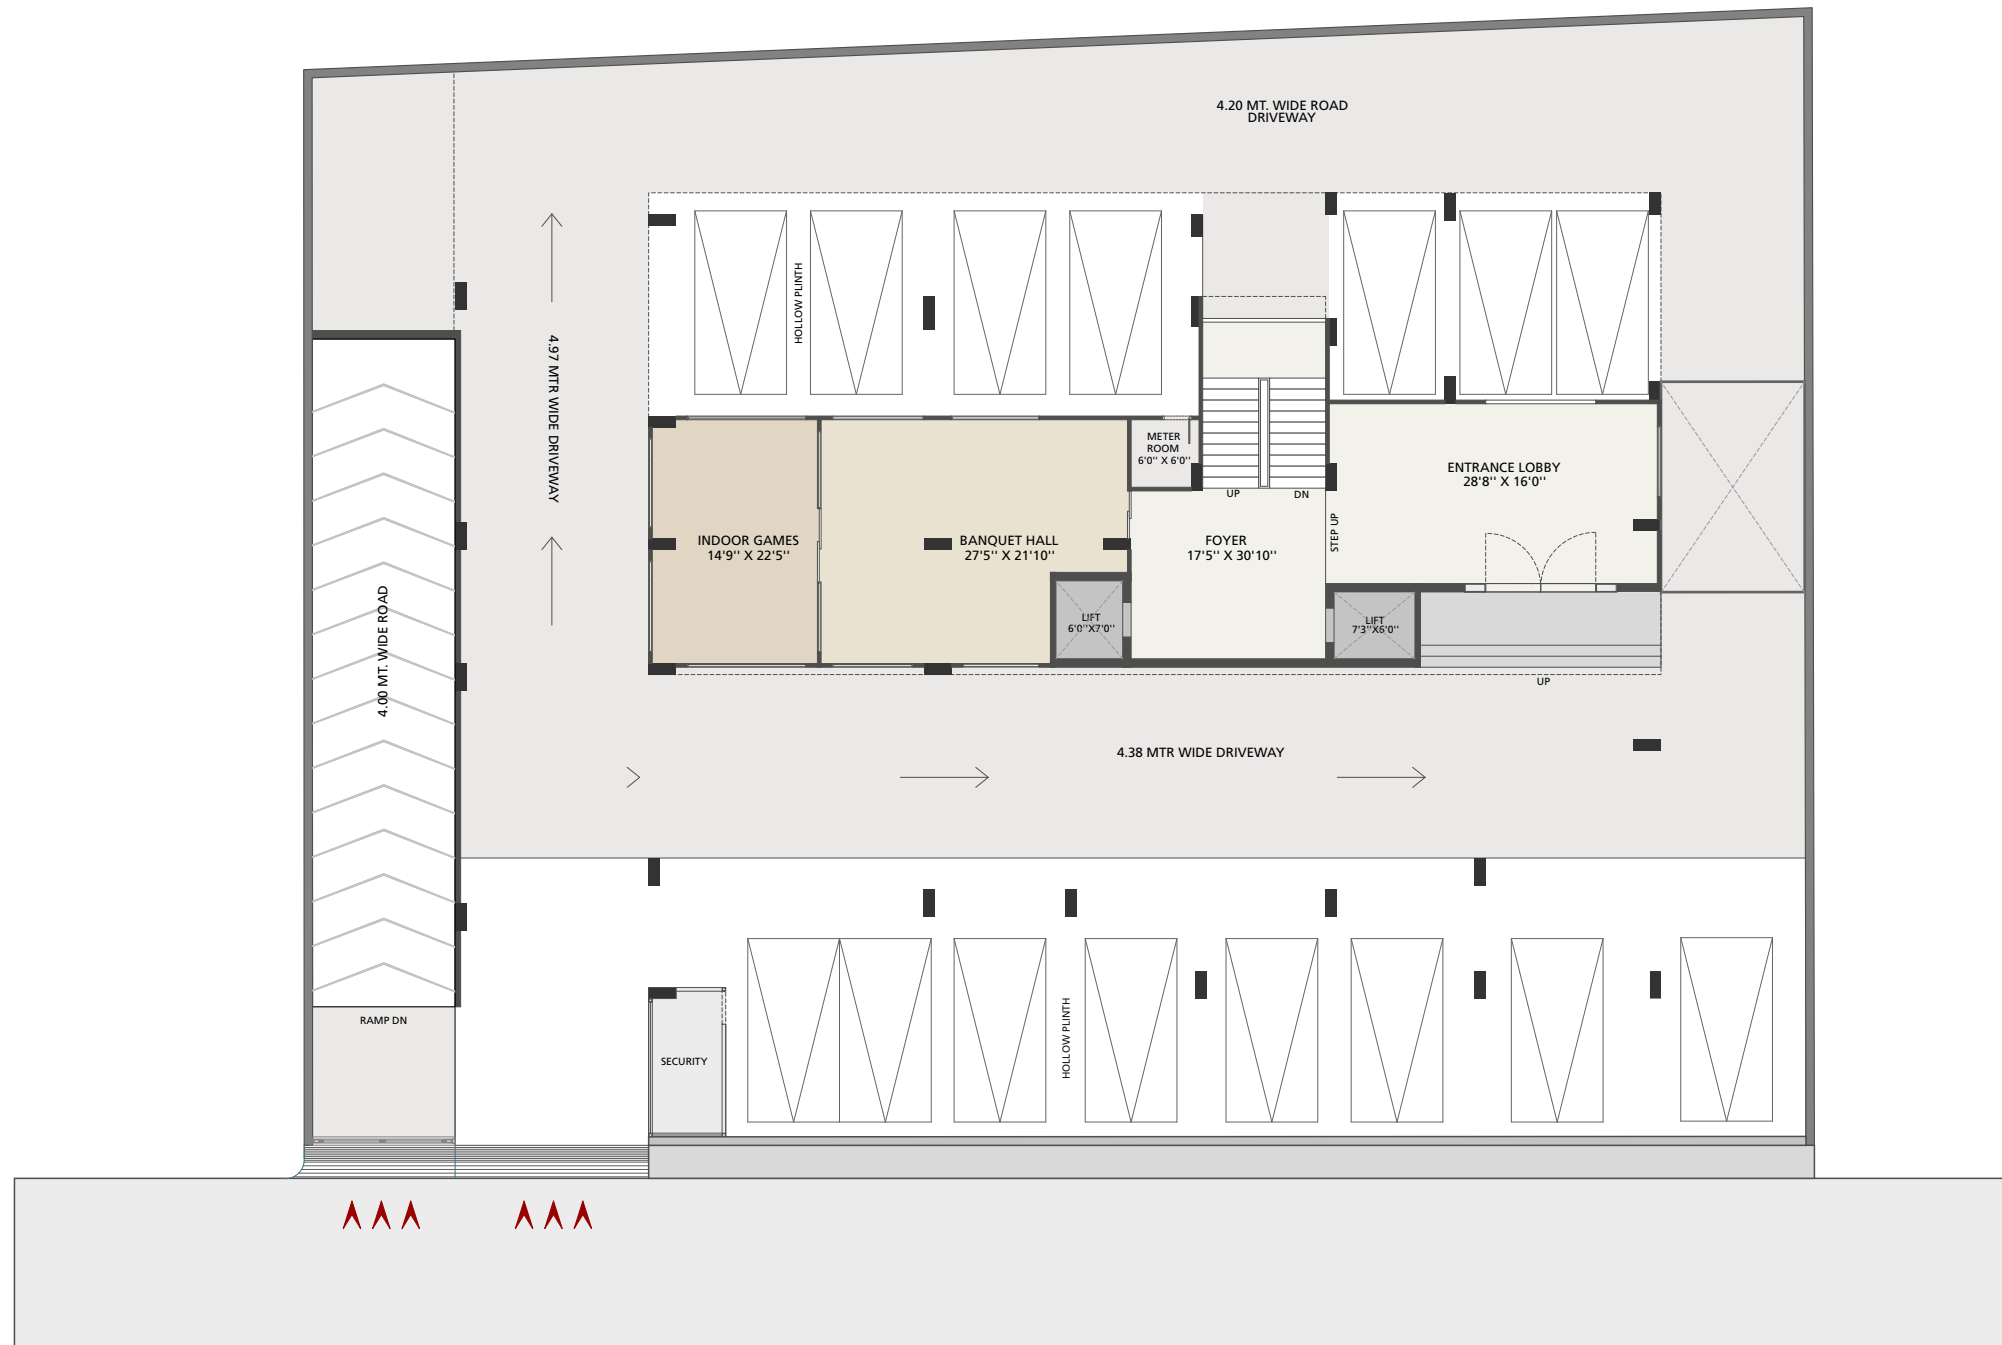 4.20 MT. WIDE ROAD
DRIVEWAY
HOLLOW PLINTH
4.97 MTR WIDE DRIVEWAY
METER
ROOM
6'0'' X 6'0''
ENTRANCE LOBBY
28'8'' X 16'0''
UP
DN
STEP UP
INDOOR GAMES
14'9'' X 22'5''
BANQUET HALL
27'5'' X 21'10''
FOYER
17'5'' X 30'10''
4.00 MT. WIDE ROAD
LIFT
6'0''X7'0''
LIFT
7'3''X6'0''
UP
4.38 MTR WIDE DRIVEWAY
RAMP DN
SECURITY
HOLLOW PLINTH